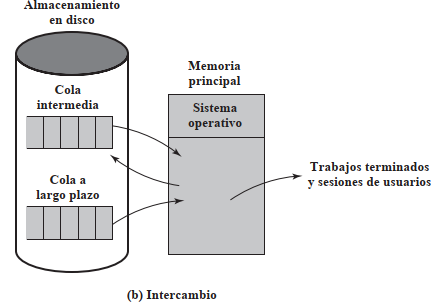 Almacenamiento
en disco
Cola
intermedia
Cola a
largo plazo
Memoria
principal
Sistema
operativo
Trabajos terminados
y sesiones de usuarios
(b) Intercambio